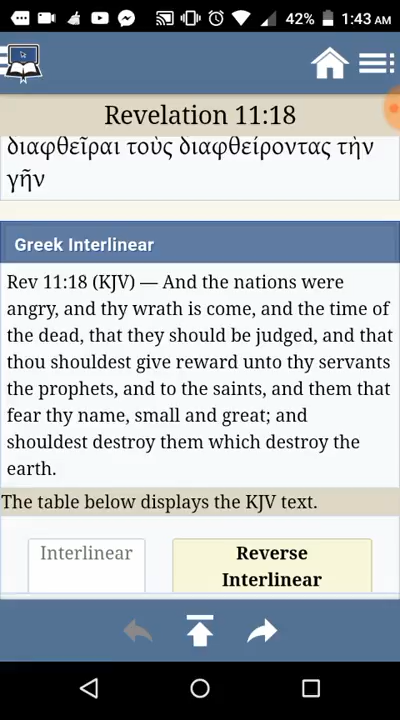 42% 1:43 AM
Revelation 11:18
διαφθεῖραι τοὺς διαφθείροντας τὴν
γῆν
Greek Interlinear
Rev 11:18 (KJV) — And the nations were
angry, and thy wrath is come, and the time of
the dead, that they should be judged, and that
thou shouldest give reward unto thy servants
the prophets, and to the saints, and them that
fear thy name, small and great; and
shouldest destroy them which destroy the
earth.
The table below displays the KJV text.
Interlinear
Reverse
Interlinear